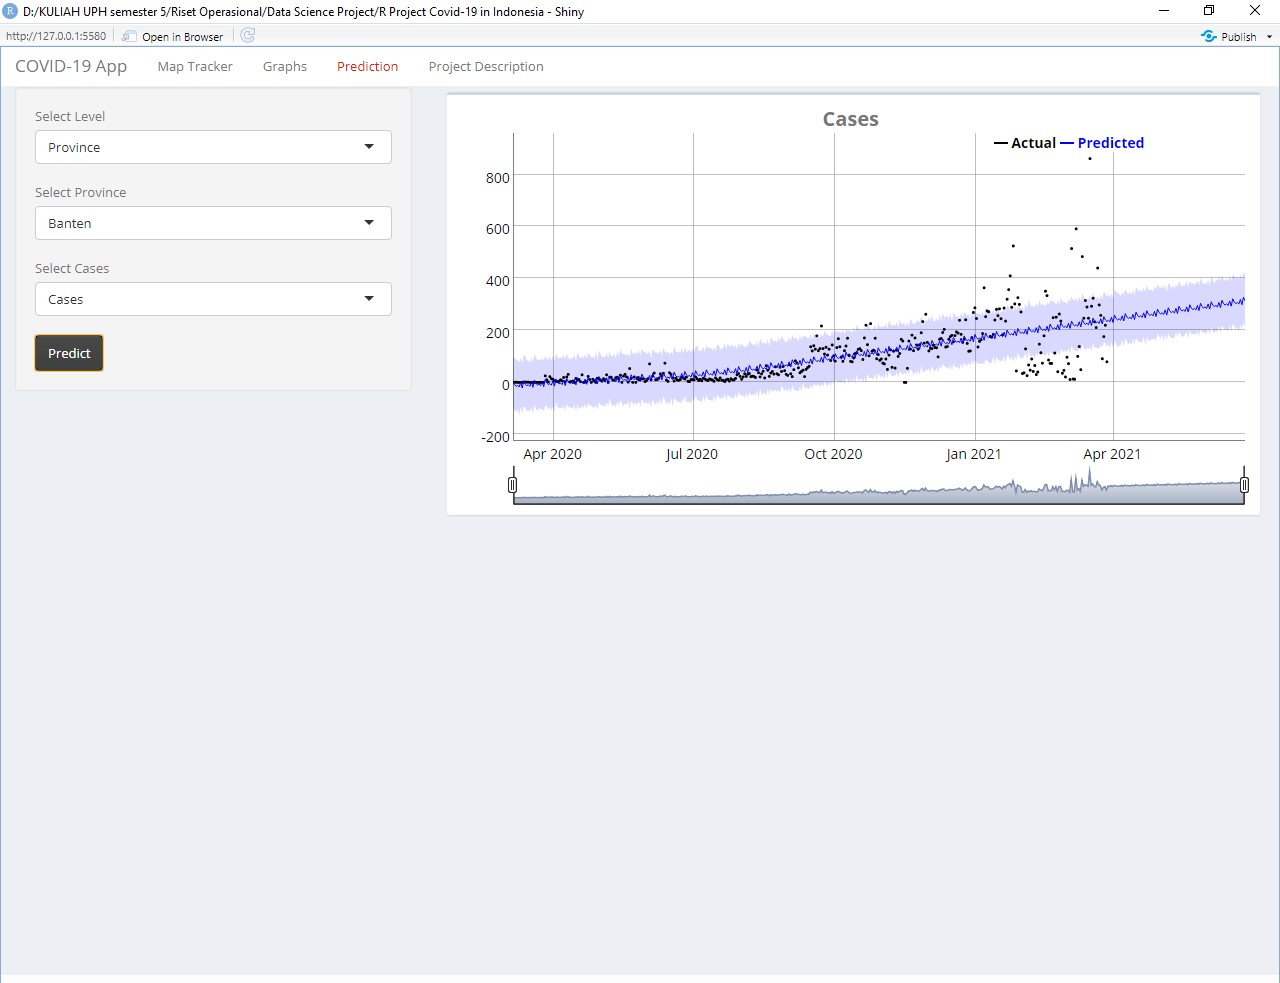 D:/KULIAH UPH semester 5/Riset Operasional/Data Science Project/R Project Covid-19 in Indonesia - Shiny
http://127.0.0.1:5580 Open in Browser Publish
COVID-19 App Map Tracker Graphs Prediction Project Description
Select Level
Province
Select Province
Banten
Select Cases
Cases
Predict
Cases
Actual Predicted
800
600
400
200
0
-200
Apr 2020 Jul 2020 Oct 2020 Jan 2021 Apr 2021